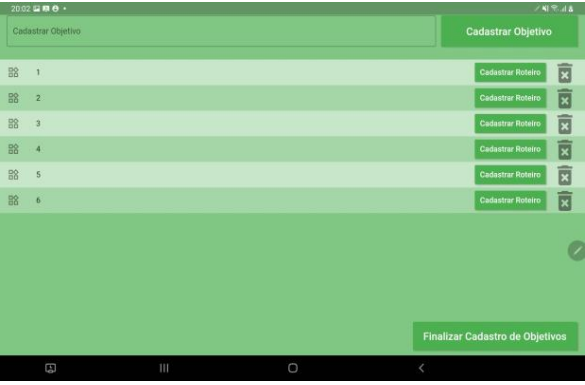 20:02
Cadastrar Objetivo
Cadastrar Objetivo
1 Cadastrar Roteiro
2 Cadastrar Roteiro
3 Cadastrar Roteiro
4 Cadastrar Roteiro
5 Cadastrar Roteiro
6 Cadastrar Roteiro
Finalizar Cadastro de Objetivos